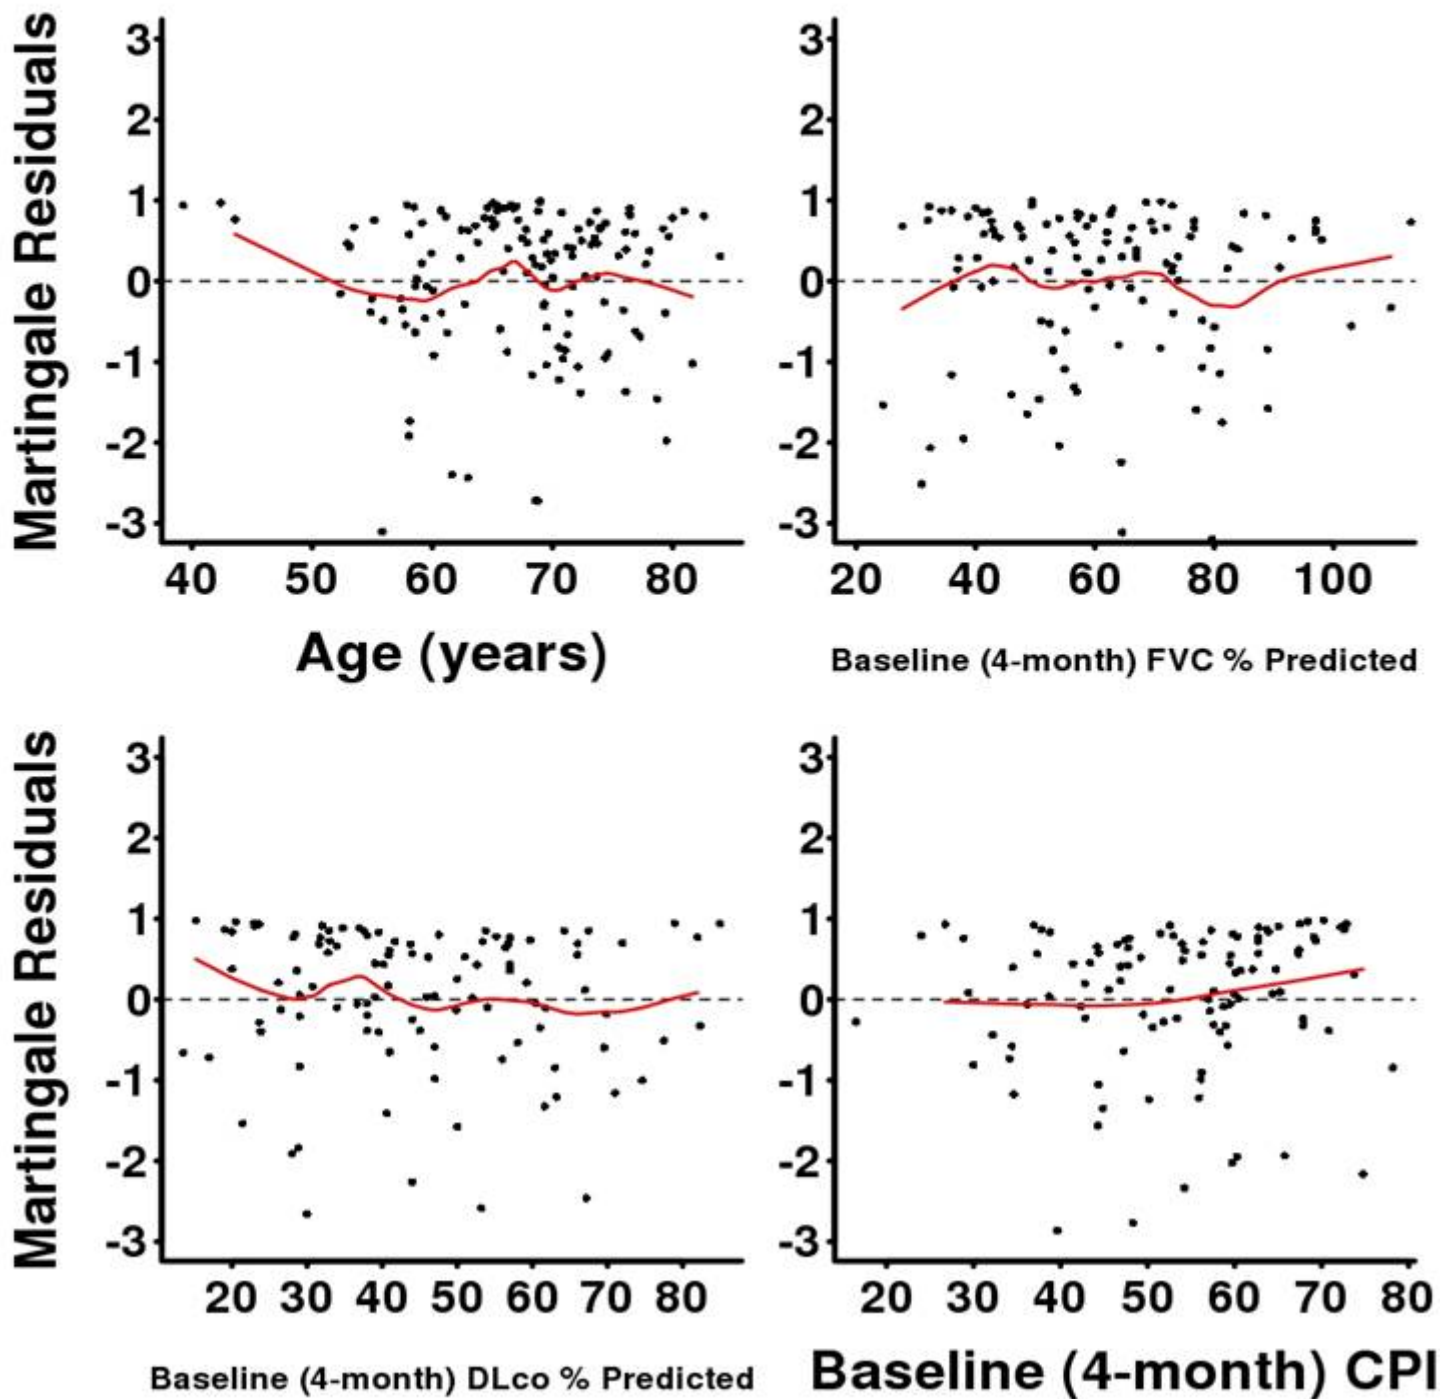 Martingale Residuals
3
2
1
0
-1
-2
-3
40 50 60 70 80
Age (years)
3
2
1
0
-1
-2
-3
20 40 60 80 100
Baseline (4-month) FVC % Predicted
Martingale Residuals
3
2
1
0
-1
-2
-3
20 30 40 50 60 70 80
Baseline (4-month) DLco % Predicted
3
2
1
0
-1
-2
-3
20 30 40 50 60 70 80
Baseline (4-month) CPI